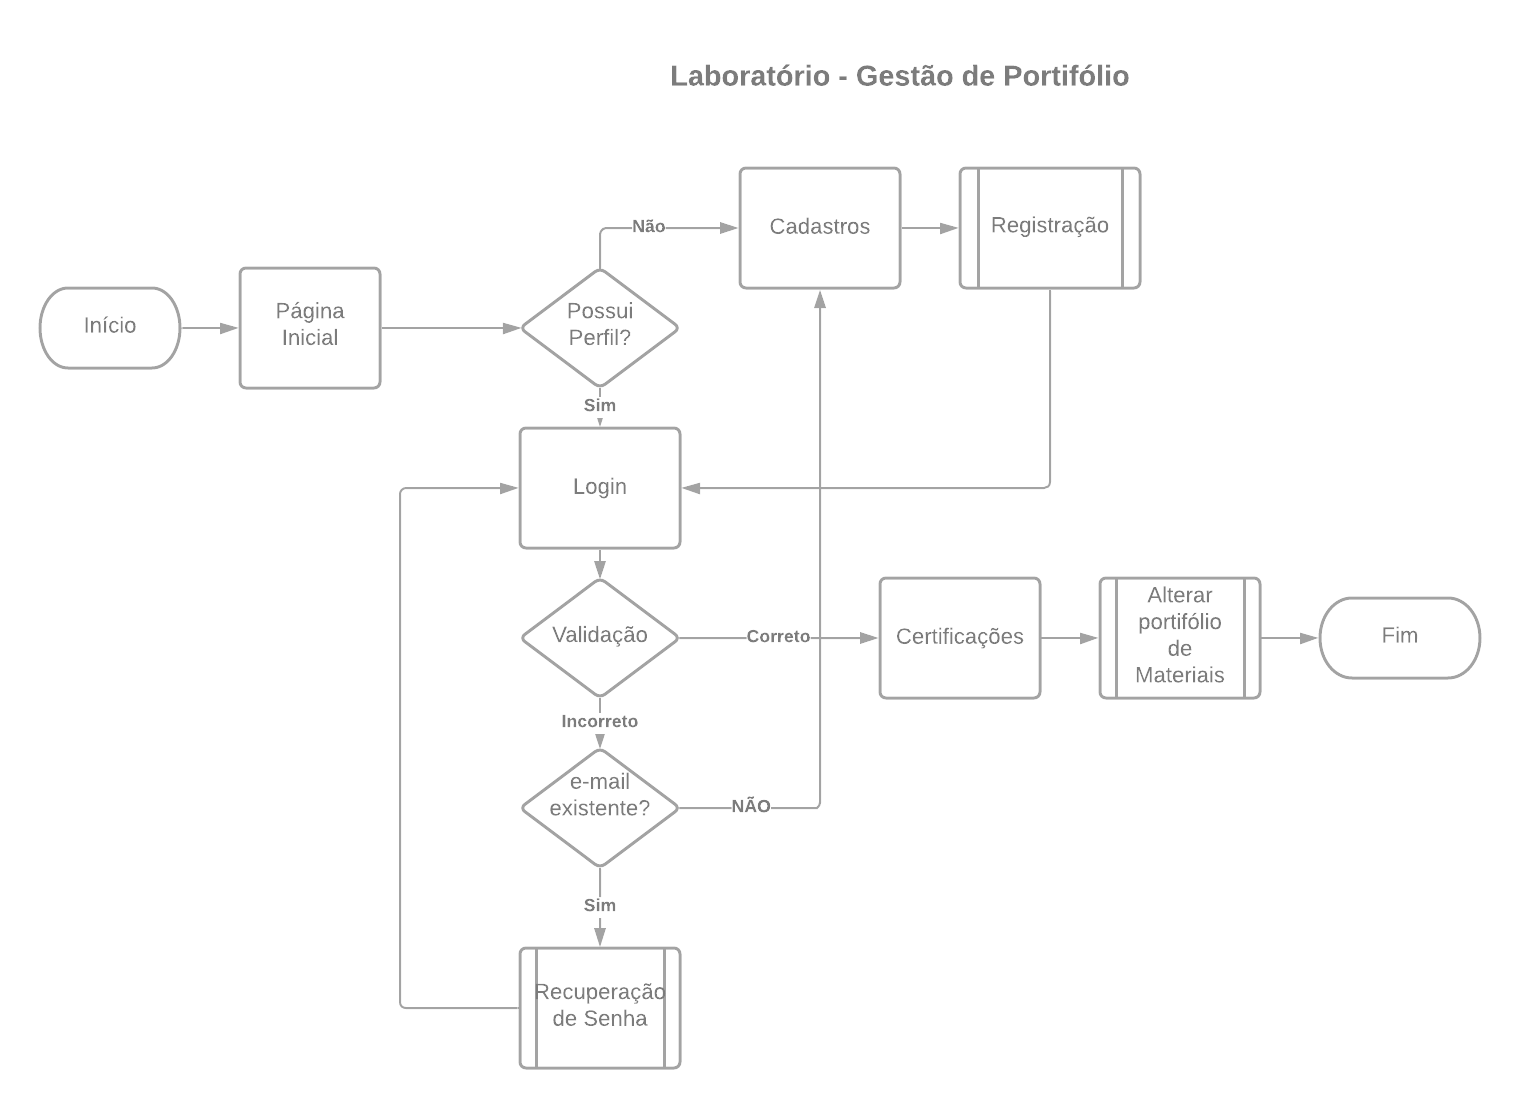 Laboratório - Gestão de Portifólio
Não
Cadastros
Registração
Início
Página
Inicial
Possui
Perfil?
Sim
Login
Validação
Correto
Certificações
Alterar
portifólio
de
Materiais
Fim
Incorreto
e-mail
existente?
NÃO
Sim
Recuperação
de Senha